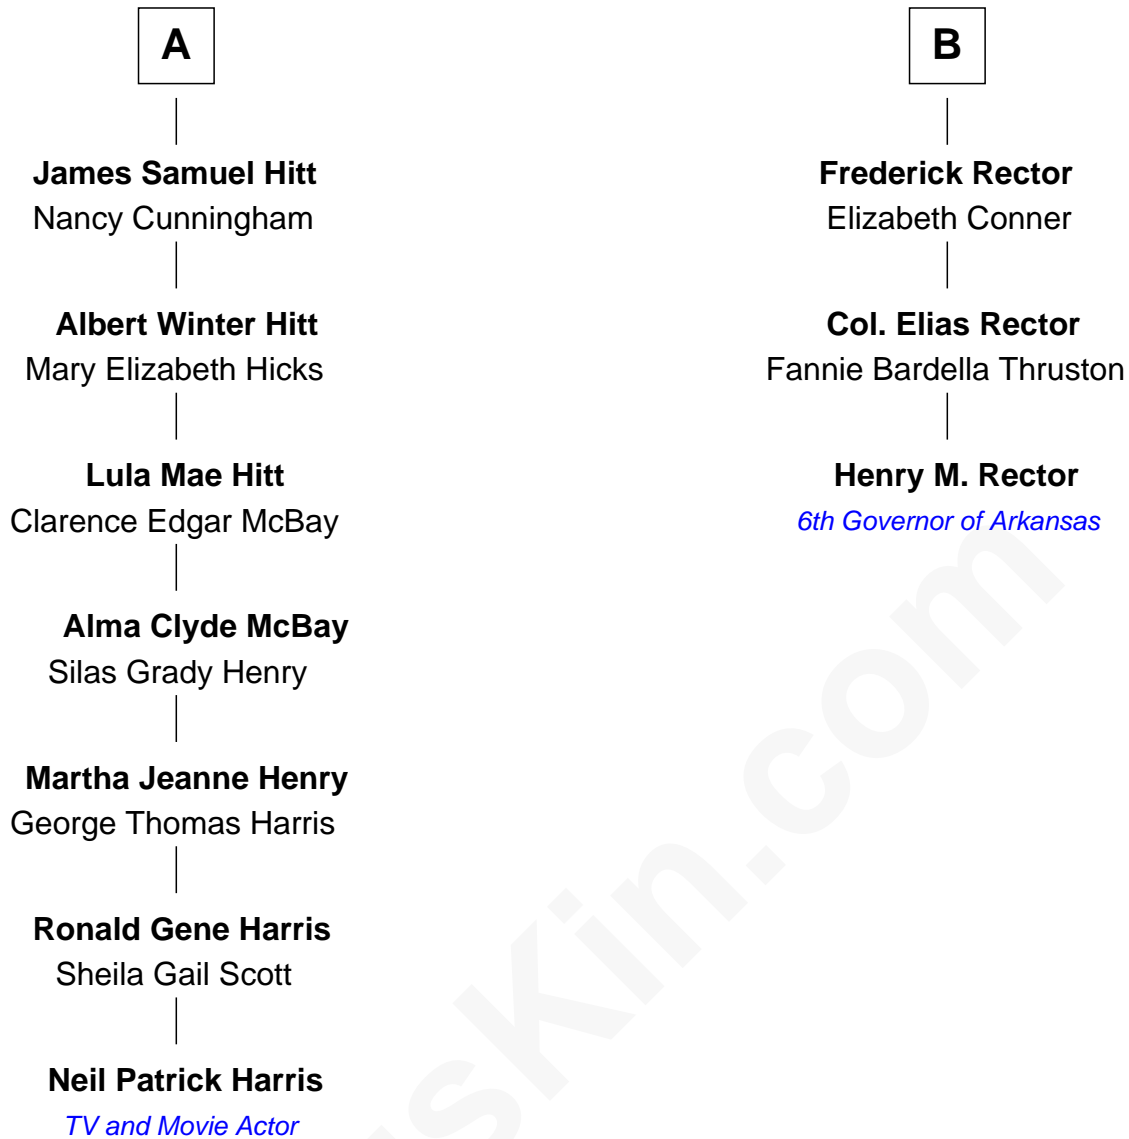 A
James Samuel Hitt
Nancy Cunningham
Albert Winter Hitt
Mary Elizabeth Hicks
Lula Mae Hitt
Clarence Edgar McBay
Alma Clyde McBay
Silas Grady Henry
Martha Jeanne Henry
George Thomas Harris
Ronald Gene Harris
Sheila Gail Scott
Neil Patrick Harris
TV and Movie Actor
B
Frederick Rector
Elizabeth Conner
Col. Elias Rector
Fannie Bardella Thruston
Henry M. Rector
6th Governor of Arkansas
sKin.com